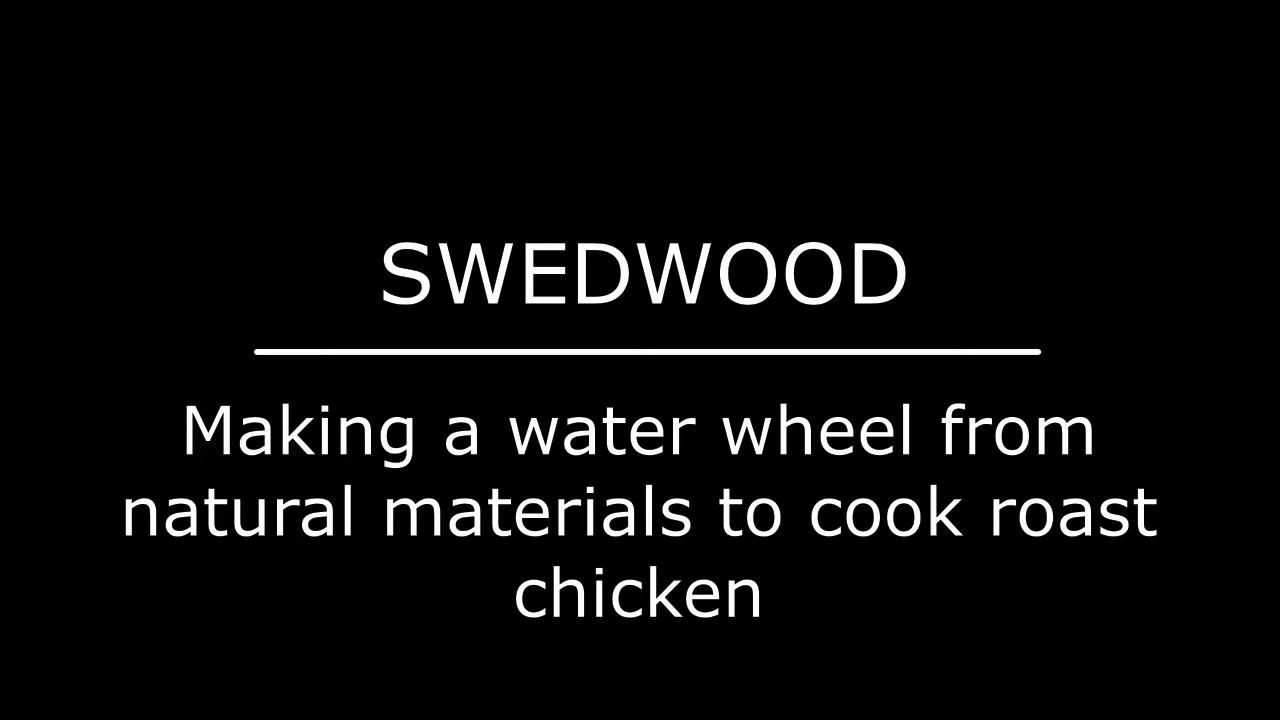 SWEDWOOD
Making a water wheel from
natural materials to cook roast
chicken